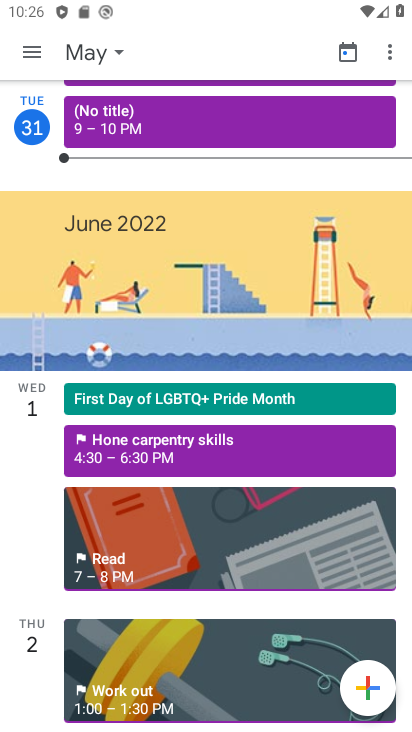 10:26
May
TUE
31
(No title)
9 – 10 PM
June 2022
WED
1
First Day of LGBTQ+ Pride Month
Hone carpentry skills
4:30 – 6:30 PM
Read
7 – 8 PM
THU
2
Work out
1:00 – 1:30 PM